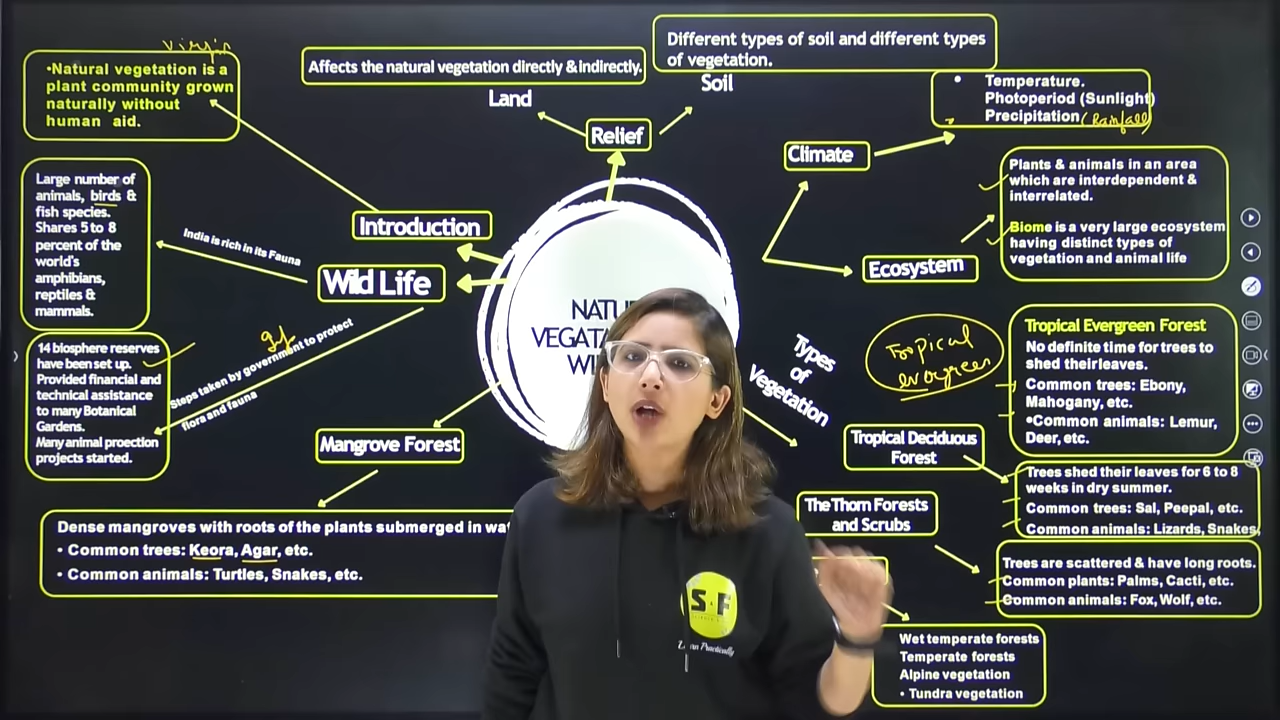 virgin
•Natural vegetation is a
plant community grown
naturally without
human aid.
Affects the natural vegetation directly & indirectly.
Different types of soil and different types
of vegetation.
Land
Soil
Relief
Climate
• Temperature.
Photoperiod (Sunlight)
Precipitation (Rainfall)
Ecosystem
Plants & animals in an area
which are interdependent &
interrelated.
Biome is a very large ecosystem
having distinct types of
vegetation and animal life
Introduction
Wild Life
India is rich in its Fauna
Large number of
animals, birds &
fish species.
Shares 5 to 8
percent of the
world's
amphibians,
reptiles &
mammals.
Steps taken by government to protect
flora and fauna
14 biosphere reserves
have been set up.
Provided financial and
technical assistance
to many Botanical
Gardens.
Many animal proection
projects started.
NATU
VEGATA
WI
Types
of
Vegetation
Tropical
evergreen
Tropical Evergreen Forest
No definite time for trees to
shed theirleaves.
Common trees: Ebony,
Mahogany, etc.
•Common animals: Lemur,
Deer, etc.
Tropical Deciduous
Forest
Trees shed their leaves for 6 to 8
weeks in dry summer.
Common trees: Sal, Peepal, etc.
Common animals: Lizards, Snakes,
The Thorn Forests
and Scrubs
Trees are scattered & have long roots.
Common plants: Palms, Cacti, etc.
Common animals: Fox, Wolf, etc.
Wet temperate forests
Temperate forests
Alpine vegetation
• Tundra vegetation
Mangrove Forest
Dense mangroves with roots of the plants submerged in wat
• Common trees: Keora, Agar, etc.
• Common animals: Turtles, Snakes, etc.
S F
Learn Practically